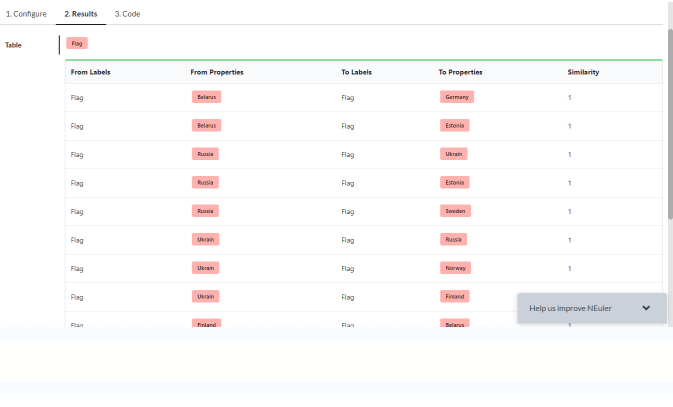 1. Configure 2. Results 3. Code
Table Flag
From Labels From Properties To Labels To Properties Similarity
Flag Belarus Flag Germany 1
Flag Belarus Flag Estonia 1
Flag Russia Flag Ukrain 1
Flag Russia Flag Estonia 1
Flag Russia Flag Sweden 1
Flag Ukrain Flag Russia 1
Flag Ukrain Flag Norway 1
Flag Ukrain Flag Finland
Help us improve NEuler
Flag Finland Flag Belarus 1